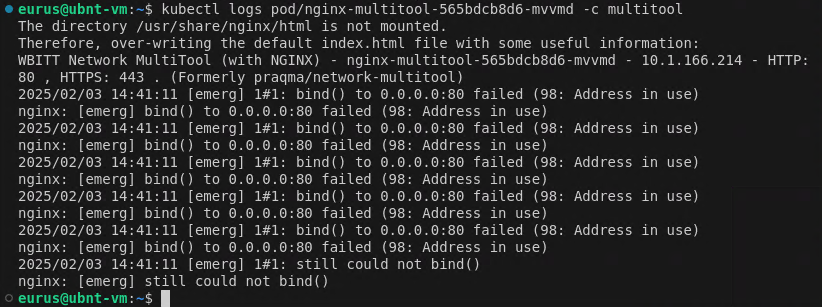 eurus@ubnt-vm:~$ kubectl logs pod/nginx-multitool-565bdcb8d6-mvvmd -c multitool
The directory /usr/share/nginx/html is not mounted.
Therefore, over-writing the default index.html file with some useful information:
WBITT Network MultiTool (with NGINX) - nginx-multitool-565bdcb8d6-mvvmd - 10.1.166.214 - HTTP:
80 , HTTPS: 443 . (Formerly praqma/network-multitool)
2025/02/03 14:41:11 [emerg] 1#1: bind() to 0.0.0.0:80 failed (98: Address in use)
nginx: [emerg] bind() to 0.0.0.0:80 failed (98: Address in use)
2025/02/03 14:41:11 [emerg] 1#1: bind() to 0.0.0.0:80 failed (98: Address in use)
nginx: [emerg] bind() to 0.0.0.0:80 failed (98: Address in use)
2025/02/03 14:41:11 [emerg] 1#1: bind() to 0.0.0.0:80 failed (98: Address in use)
nginx: [emerg] bind() to 0.0.0.0:80 failed (98: Address in use)
2025/02/03 14:41:11 [emerg] 1#1: bind() to 0.0.0.0:80 failed (98: Address in use)
nginx: [emerg] bind() to 0.0.0.0:80 failed (98: Address in use)
2025/02/03 14:41:11 [emerg] 1#1: bind() to 0.0.0.0:80 failed (98: Address in use)
nginx: [emerg] bind() to 0.0.0.0:80 failed (98: Address in use)
2025/02/03 14:41:11 [emerg] 1#1: still could not bind()
nginx: [emerg] still could not bind()
eurus@ubnt-vm:~$